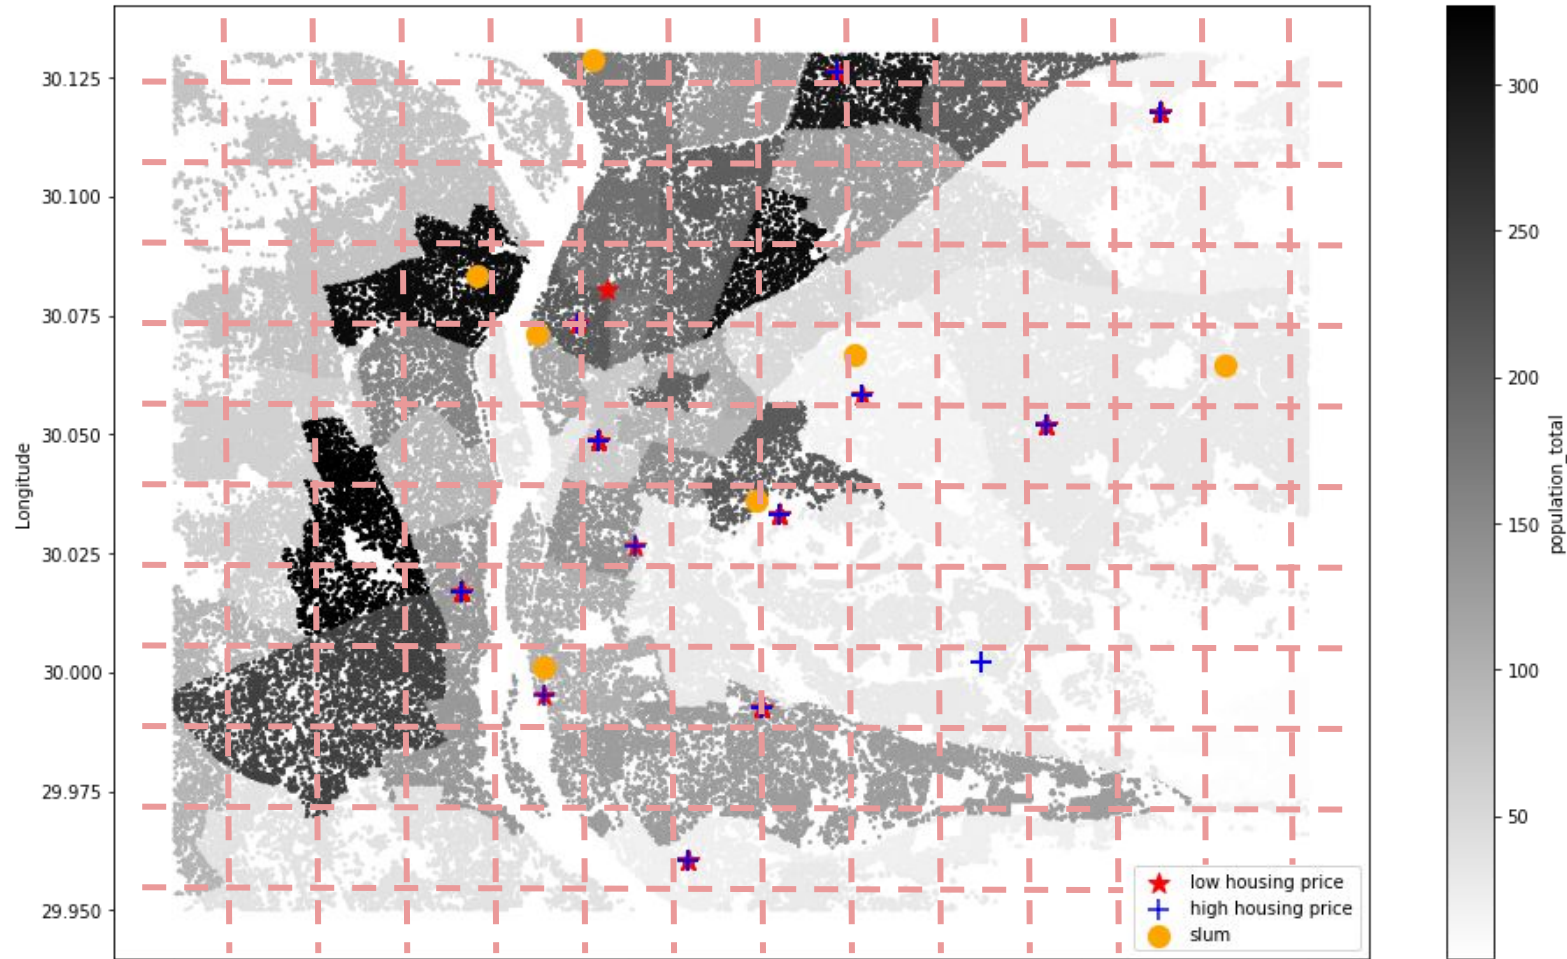 30.125
30.100
30.075
30.050
30.025
30.000
29.975
29.950
Longitude
low housing price
high housing price
slum
300
250
200
150
100
50
population_total